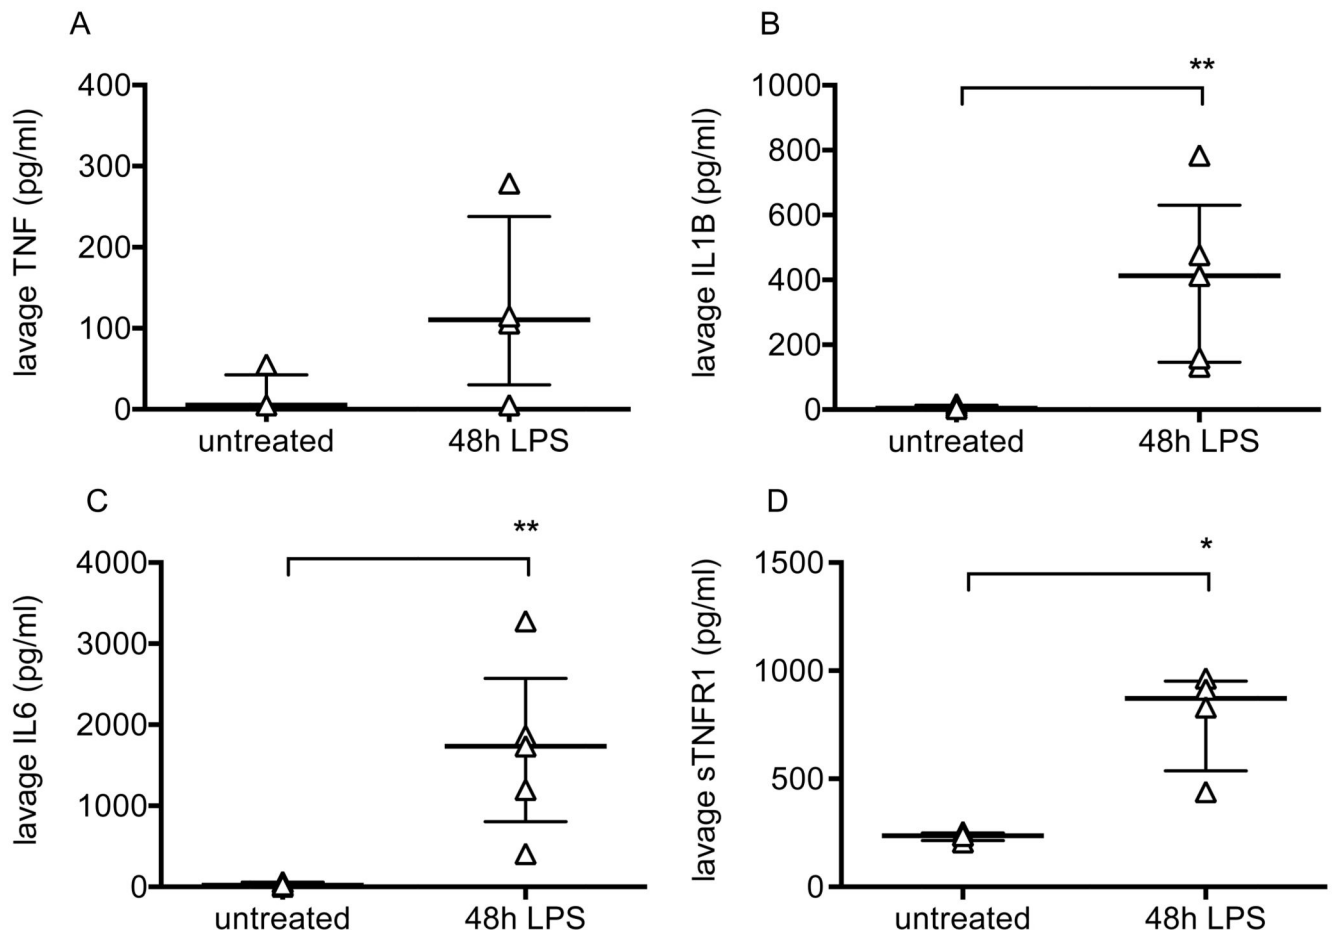 A
lavage TNF (pg/ml)
400
300
200
100
0
untreated
48h LPS
B
**
lavage IL1B (pg/ml)
1000
800
600
400
200
0
untreated
48h LPS
C
**
lavage IL6 (pg/ml)
4000
3000
2000
1000
0
untreated
48h LPS
D
*
lavage sTNFR1 (pg/ml)
1500
1000
500
0
untreated
48h LPS